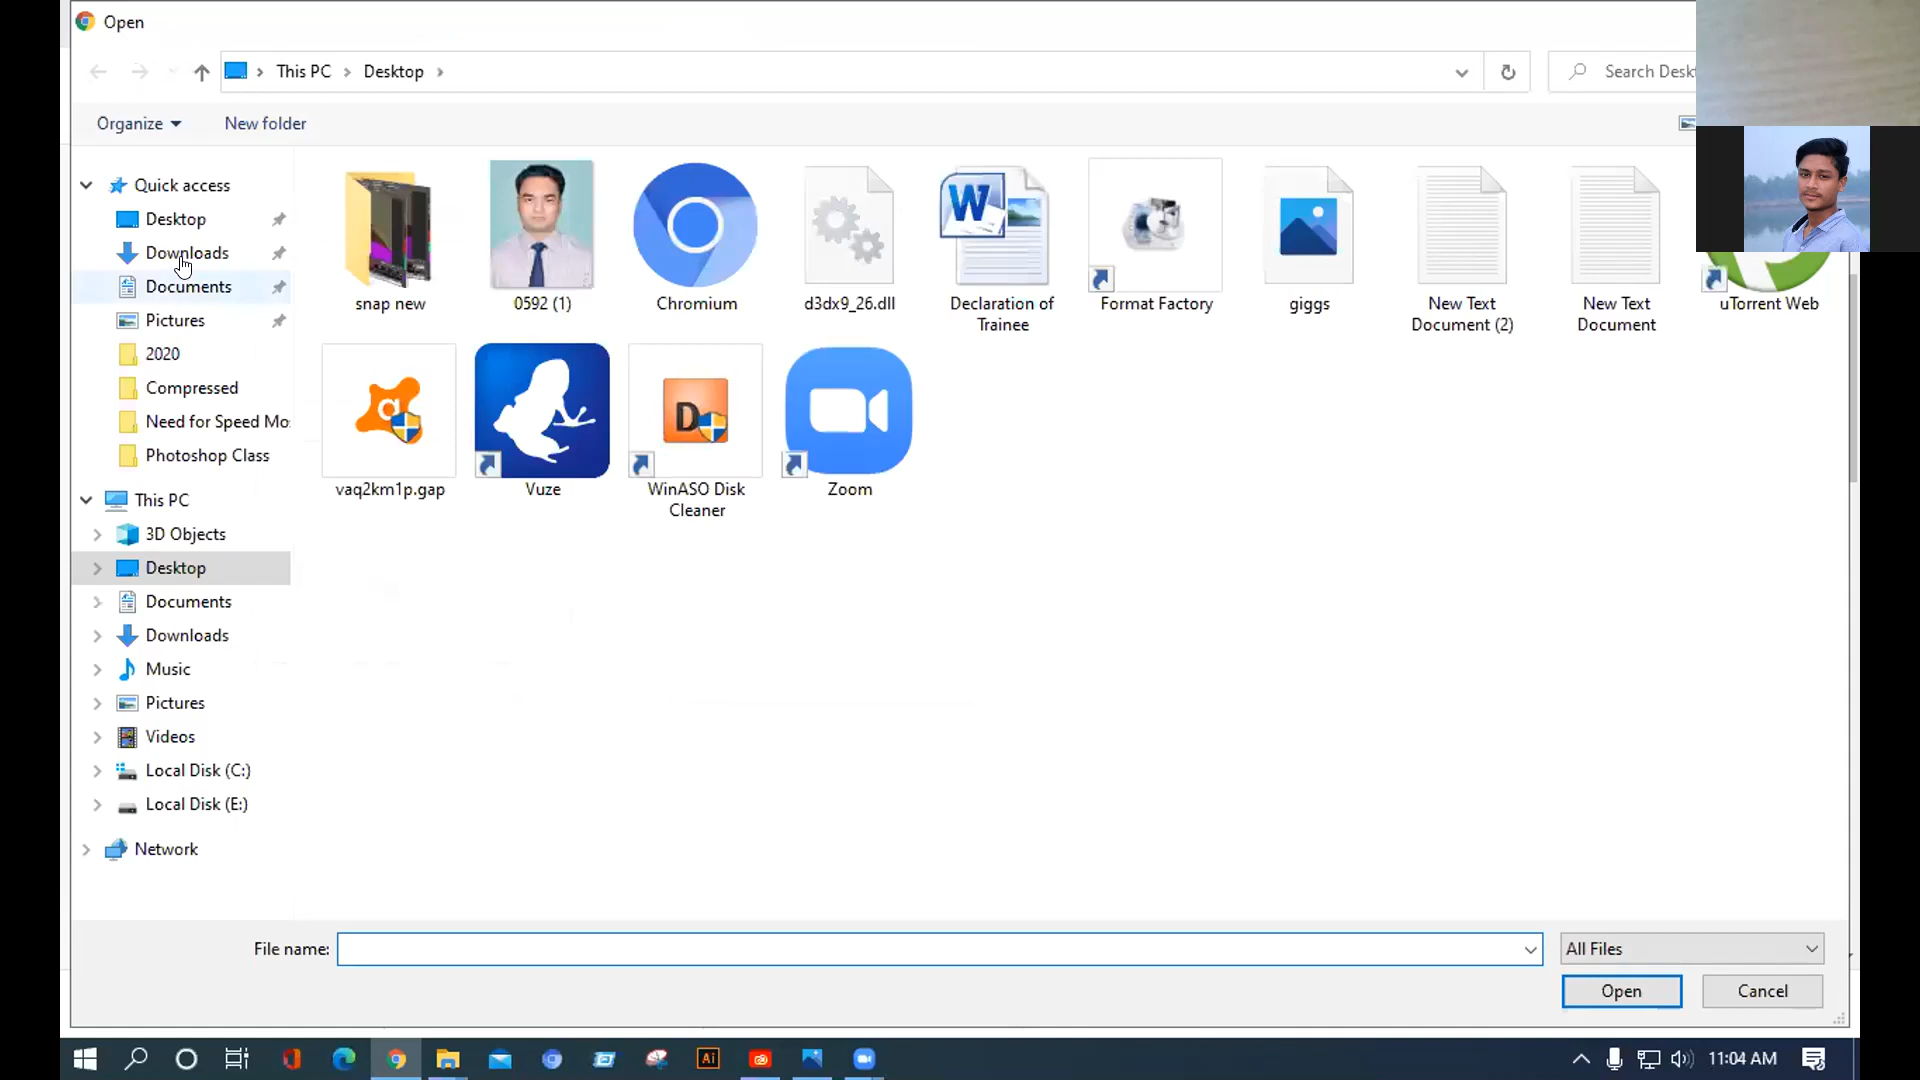 Open
This PC
Desktop
Search Desk
Organize
New folder
Quick access
Desktop
Downloads
Documents
Pictures
2020
Compressed
Need for Speed Mo
Photoshop Class
This PC
3D Objects
Desktop
Documents
Downloads
Music
Pictures
Videos
Local Disk (C:)
Local Disk (E:)
Network
snap new
0592 (1)
Chromium
d3dx9_26.dll
W
Declaration of
Trainee
Format Factory
giggs
New Text
Document (2)
New Text
Document
uTorrent Web
a
vaq2km1p.gap
Vuze
D
WinASO Disk
Cleaner
Zoom
File name:
All Files
Open
Cancel
Ai
11:04 AM